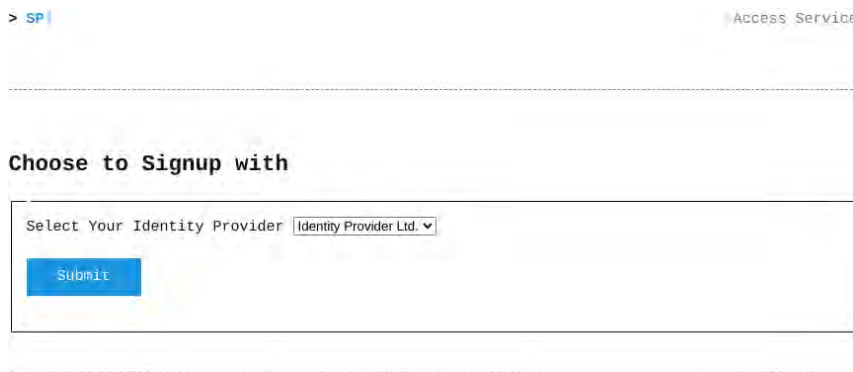 > SP
Access Service
Choose to Signup with
Select Your Identity Provider Identity Provider Ltd.
Submit